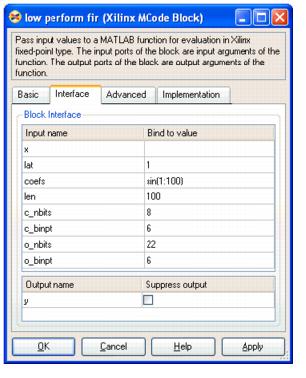 low perform fir (Xilinx MCode Block)
Pass input values to a MATLAB function for evaluation in Xilinx
fixed-point type. The input ports of the block are input arguments of the
function. The output ports of the block are output arguments of the
function.
Basic Interface Advanced Implementation
Block Interface
Input name Bind to value
x
lat 1
coefs sin(1:100)
len 100
c_nbits 8
c_binpt 6
o_nbits 22
o_binpt 6
Output name Suppress output
y
OK Cancel Help Apply